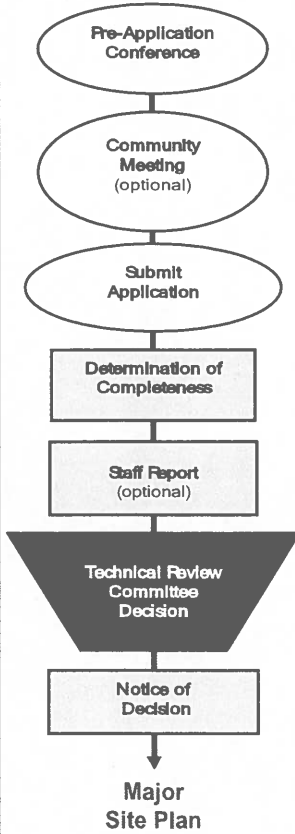 Pre-Application
Conference
Community
Meeting
(optional)
Submit
Application
Determination of
Completeness
Staff Report
(optional)
Technical Review
Committee
Decision
Notice of
Decision
Major
Site Plan